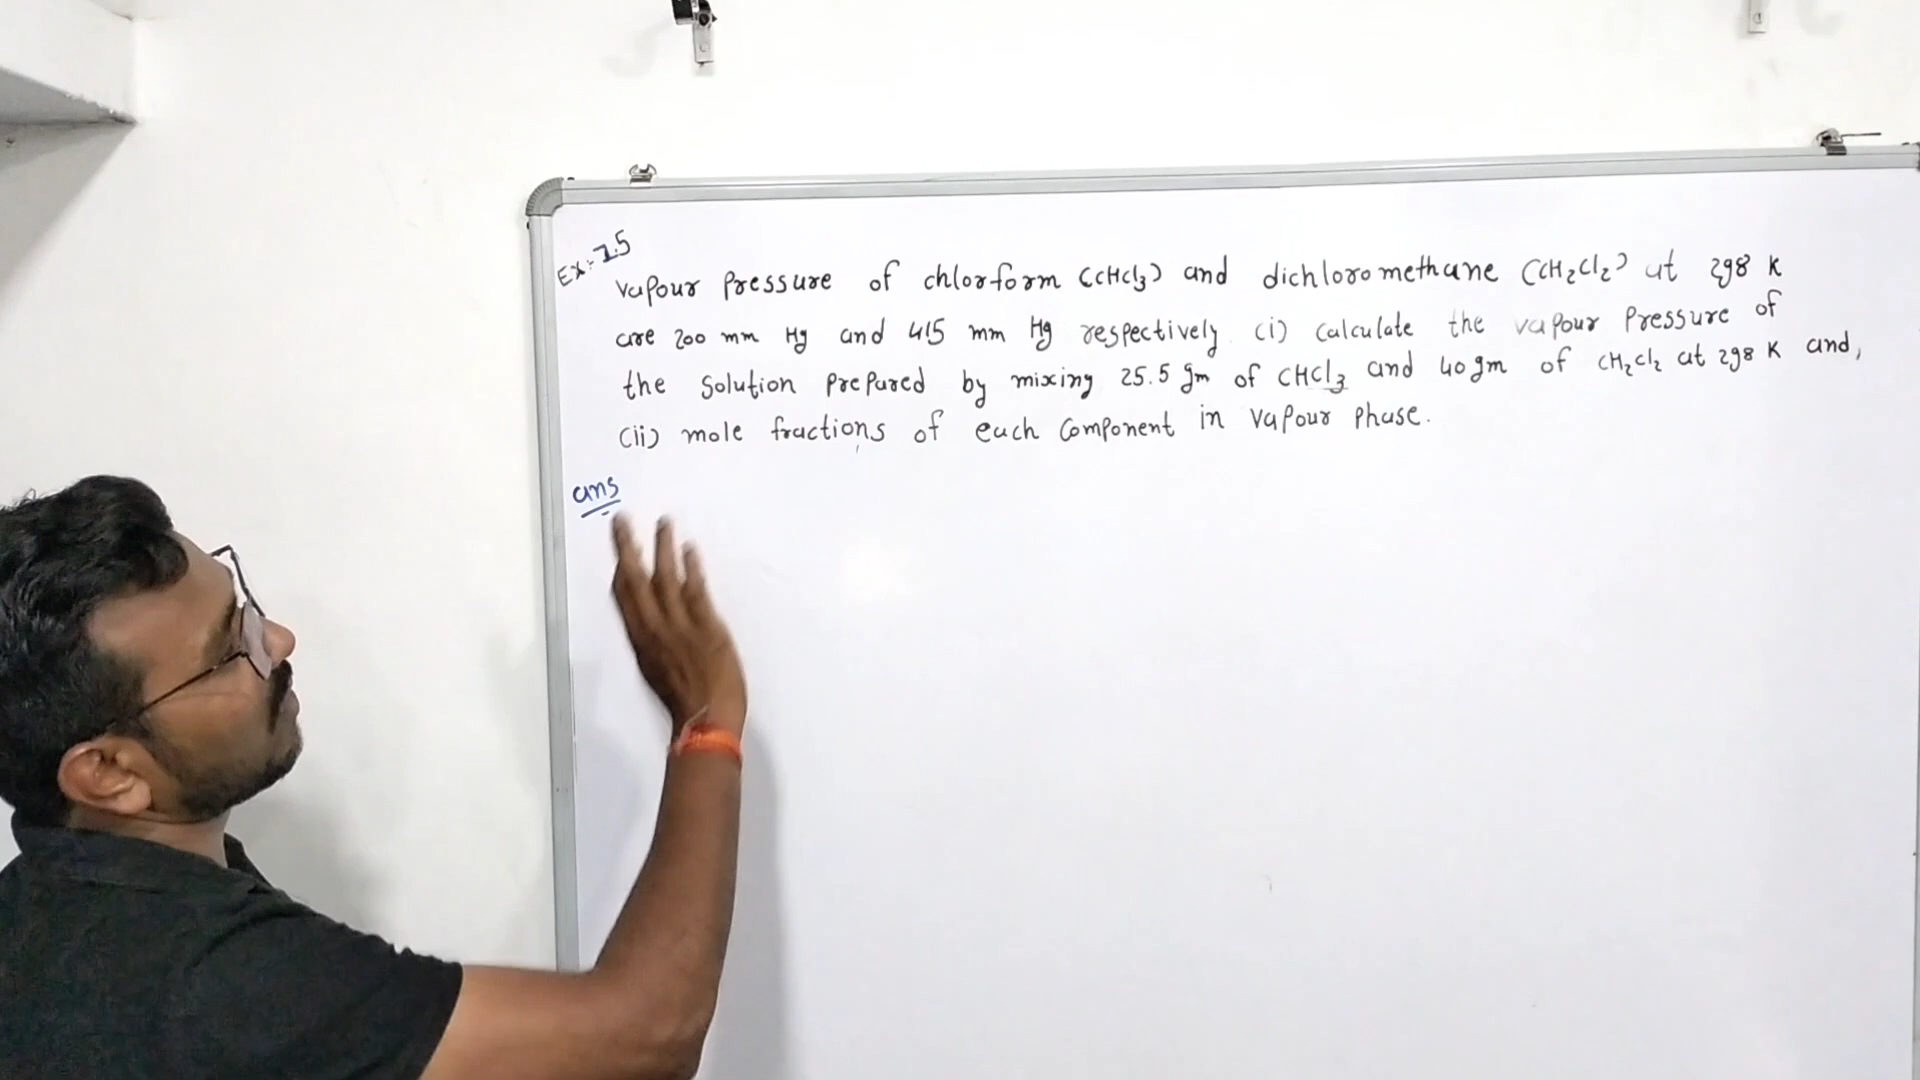 Ex:- 1.5
Vapour Pressure of chlorform (CHCl3) and dichloromethane (CH2Cl2) at 298 K
are 200 mm Hg and 415 mm Hg respectively. (i) calculate the vapour Pressure of
the solution prepared by mixing 25.5 gm of CHCl3 and 40 gm of CH2Cl2 at 298 K and,
(ii) mole fractions of each Component in Vapour Phase.
ans